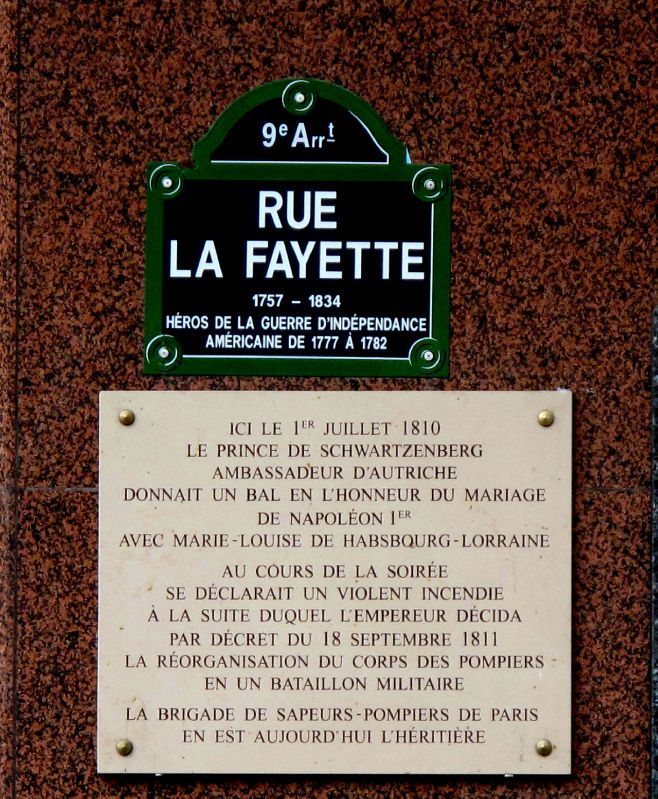 9e Arrt
RUE
LA FAYETTE
1757 – 1834
HÉROS DE LA GUERRE D'INDÉPENDANCE
AMÉRICAINE DE 1777 À 1782
ICI LE 1ER JUILLET 1810
LE PRINCE DE SCHWARTZENBERG
AMBASSADEUR D'AUTRICHE
DONNAIT UN BAL EN L'HONNEUR DU MARIAGE
DE NAPOLÉON IER
AVEC MARIE-LOUISE DE HABSBOURG-LORRAINE
AU COURS DE LA SOIRÉE
SE DÉCLARAIT UN VIOLENT INCENDIE
À LA SUITE DUQUEL L'EMPEREUR DÉCIDA
PAR DÉCRET DU 18 SEPTEMBRE 1811
LA RÉORGANISATION DU CORPS DES POMPIERS
EN UN BATAILLON MILITAIRE
LA BRIGADE DE SAPEURS-POMPIERS DE PARIS
EN EST AUJOURD'HUI L'HÉRITIÈRE